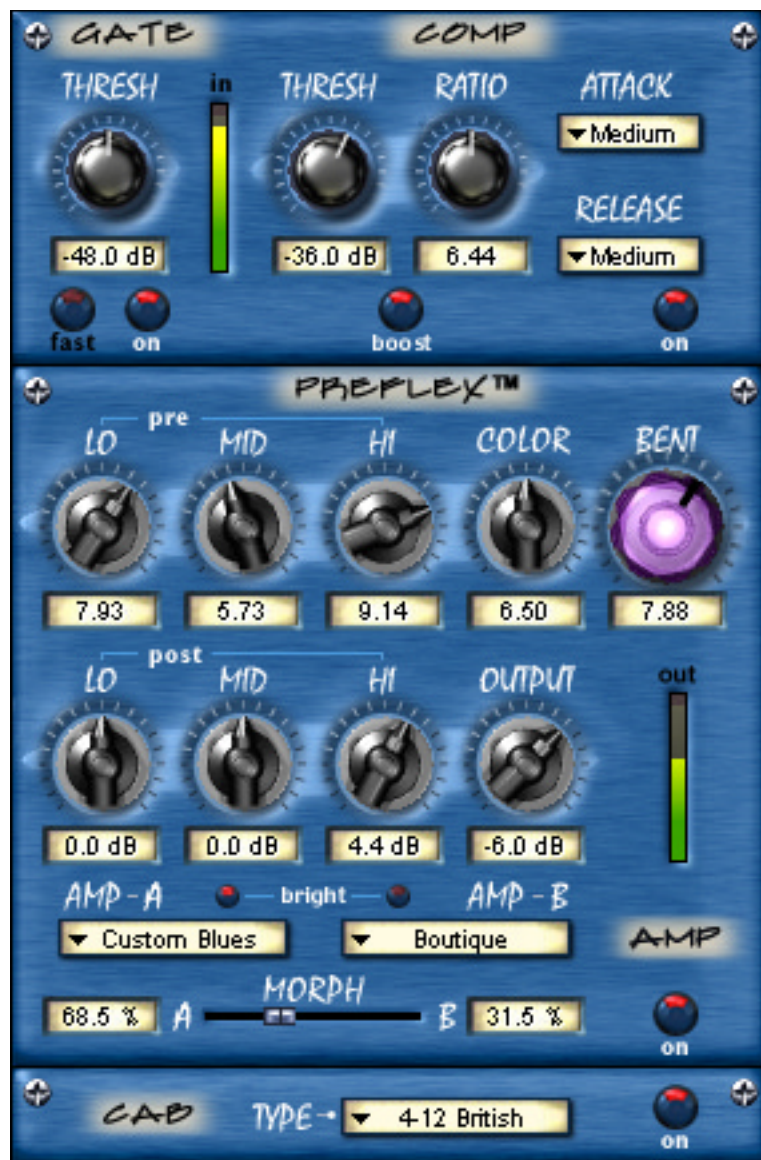 GATE COMP
THRESH in THRESH RATIO ATTACK
Medium
RELEASE
-48.0 dB -36.0 dB 6.44 Medium
fast on boost on
PREFLEX™
pre
LO MID HI COLOR BENT
7.93 5.73 9.14 6.50 7.88
post
LO MID HI OUTPUT out
0.0 dB 0.0 dB 4.4 dB -6.0 dB
AMP-A bright AMP-B
Custom Blues Boutique AMP
MORPH
68.5 % A B 31.5 %
on
CAB TYPE 4-12 British
on